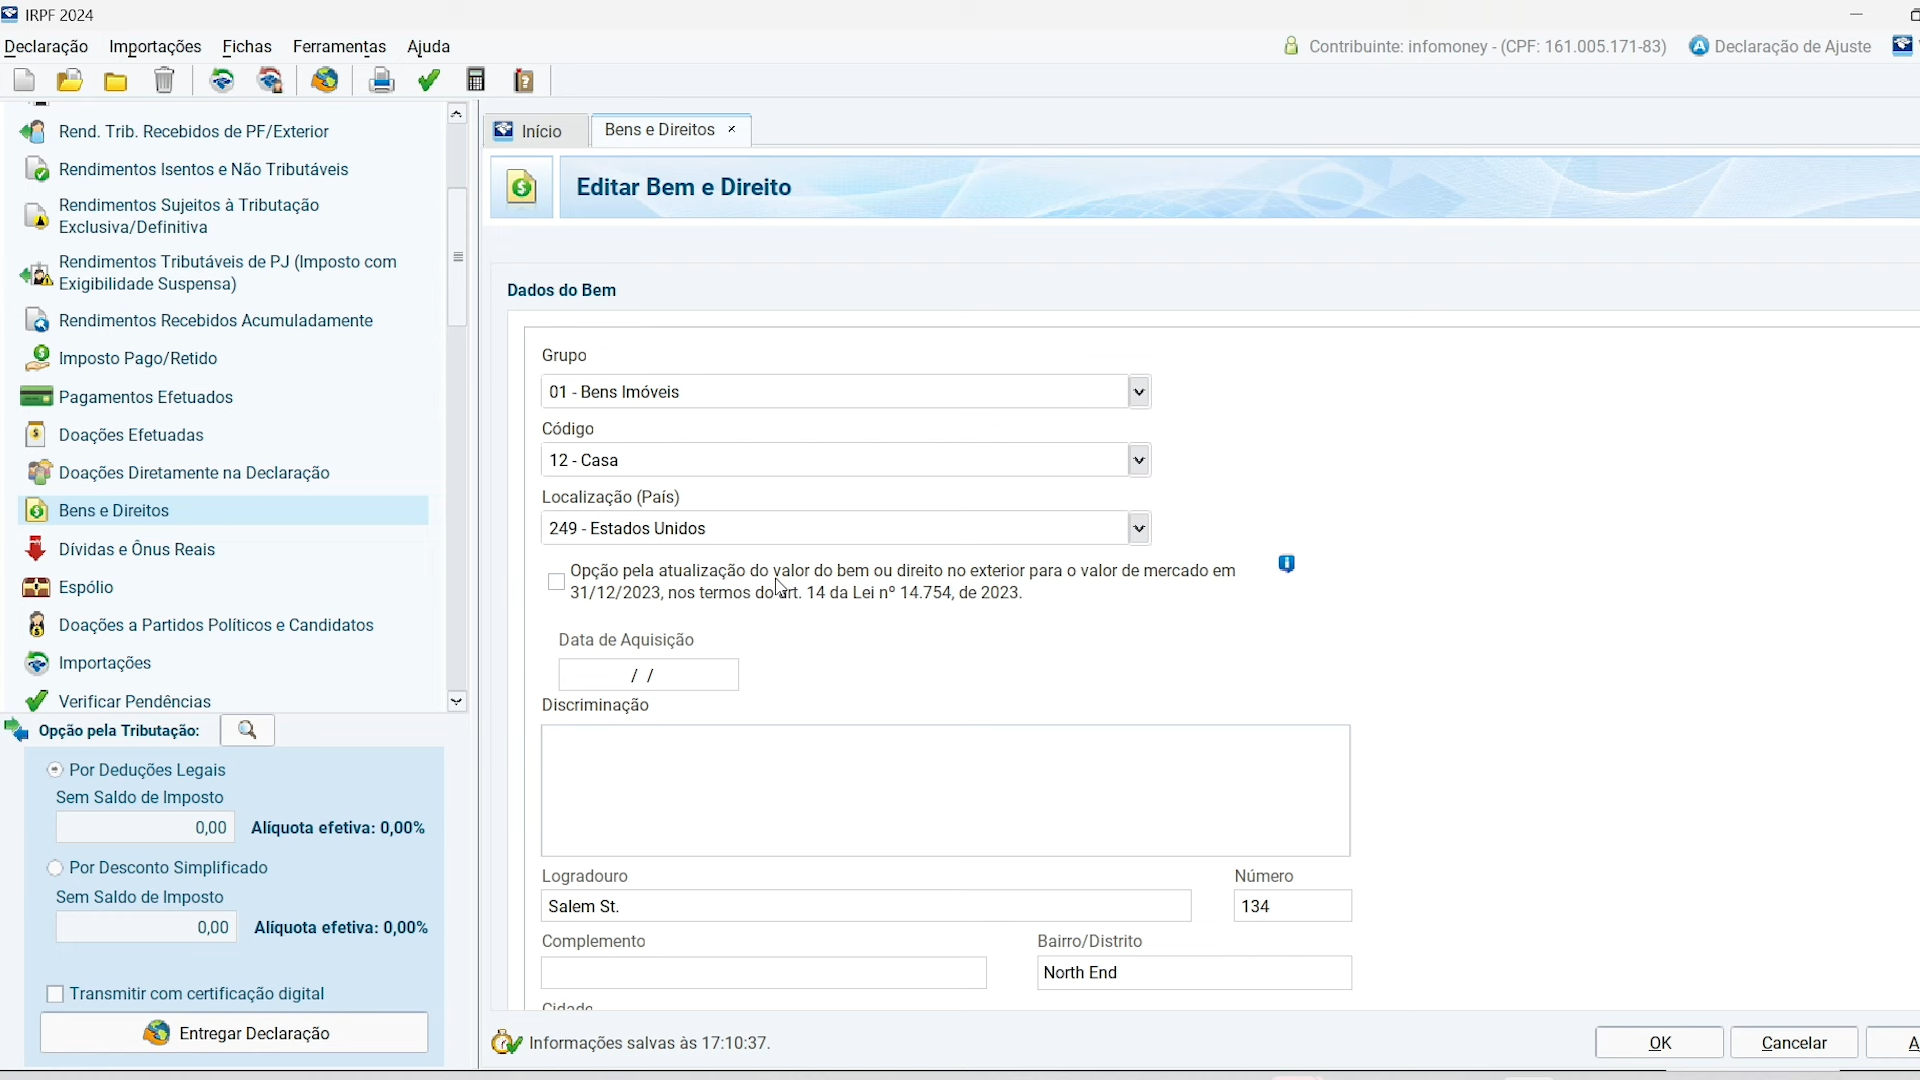 IRPF 2024
Declaração Importações Fichas Ferramentas Ajuda
Contribuinte: infomoney - (CPF: 161.005.171-83) Declaração de Ajuste
Rend. Trib. Recebidos de PF/Exterior
Rendimentos Isentos e Não Tributáveis
Rendimentos Sujeitos à Tributação
Exclusiva/Definitiva
Rendimentos Tributáveis de PJ (Imposto com
Exigibilidade Suspensa)
Rendimentos Recebidos Acumuladamente
Imposto Pago/Retido
Pagamentos Efetuados
Doações Efetuadas
Doações Diretamente na Declaração
Bens e Direitos
Dívidas e Ônus Reais
Espólio
Doações a Partidos Políticos e Candidatos
Importações
Verificar Pendências
Opção pela Tributação:
Por Deduções Legais
Sem Saldo de Imposto
0,00 Alíquota efetiva: 0,00%
Por Desconto Simplificado
Sem Saldo de Imposto
0,00 Alíquota efetiva: 0,00%
Transmitir com certificação digital
Entregar Declaração
Início Bens e Direitos ×
Editar Bem e Direito
Dados do Bem
Grupo
01 - Bens Imóveis
Código
12 - Casa
Localização (País)
249 - Estados Unidos
Opção pela atualização do valor do bem ou direito no exterior para o valor de mercado em
31/12/2023, nos termos do art. 14 da Lei nº 14.754, de 2023.
Data de Aquisição
/ /
Discriminação
Logradouro Número
Salem St. 134
Complemento Bairro/Distrito
North End
Cidade
Informações salvas às 17:10:37.
OK Cancelar A